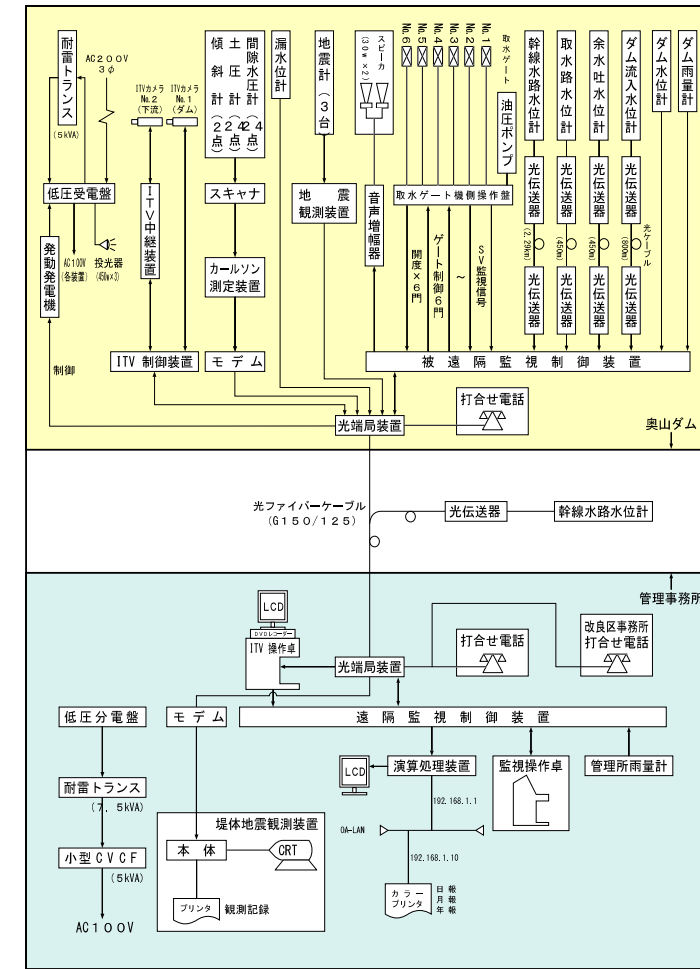 耐雷トランス
(5kVA)
AC200V
3φ
ITVカメラ
No.2
(下流)
ITVカメラ
No.1
(ダム)
傾斜計(2点)
土圧計(24点)
間隙水圧計(24点)
漏水位計
地震計(3台)
スピーカ
(30W×2)
No.6
No.5
No.4
No.3
No.2
No.1
取水ゲート
油圧ポンプ
幹線水路水位計
取水路水位計
余水吐水位計
ダム流入水位計
ダム水位計
ダム雨量計
低圧受電盤
ITV中継装置
スキャナ
地震
観測装置
音声増幅器
取水ゲート機側操作盤
光伝送器
光伝送器
光伝送器
光伝送器
(2.29km)
(450m)
(450m)
(800m)
光ケーブル
発動発電機
AC100V
(各装置)
投光器
(450W×3)
カールソン
測定装置
開度×6門
ゲート制御6門
~
SV監視信号
光伝送器
光伝送器
光伝送器
光伝送器
制御
ITV 制御装置
モデム
被遠隔監視制御装置
光端局装置
打合せ電話
奥山ダム
光ファイバーケーブル
(G150/125)
光伝送器
幹線水路水位計
管理事務所
LCD
DVDレコーダー
ITV 操作卓
光端局装置
打合せ電話
改良区事務所
打合せ電話
低圧分電盤
モデム
遠隔監視制御装置
耐雷トランス
(7.5kVA)
LCD
演算処理装置
監視操作卓
管理所雨量計
192.168.1.1
堤体地震観測装置
OA-LAN
小型CVCF
(5kVA)
本体
CRT
192.168.1.10
プリンタ
観測記録
カラー
プリンタ
日報
月報
年報
AC100V